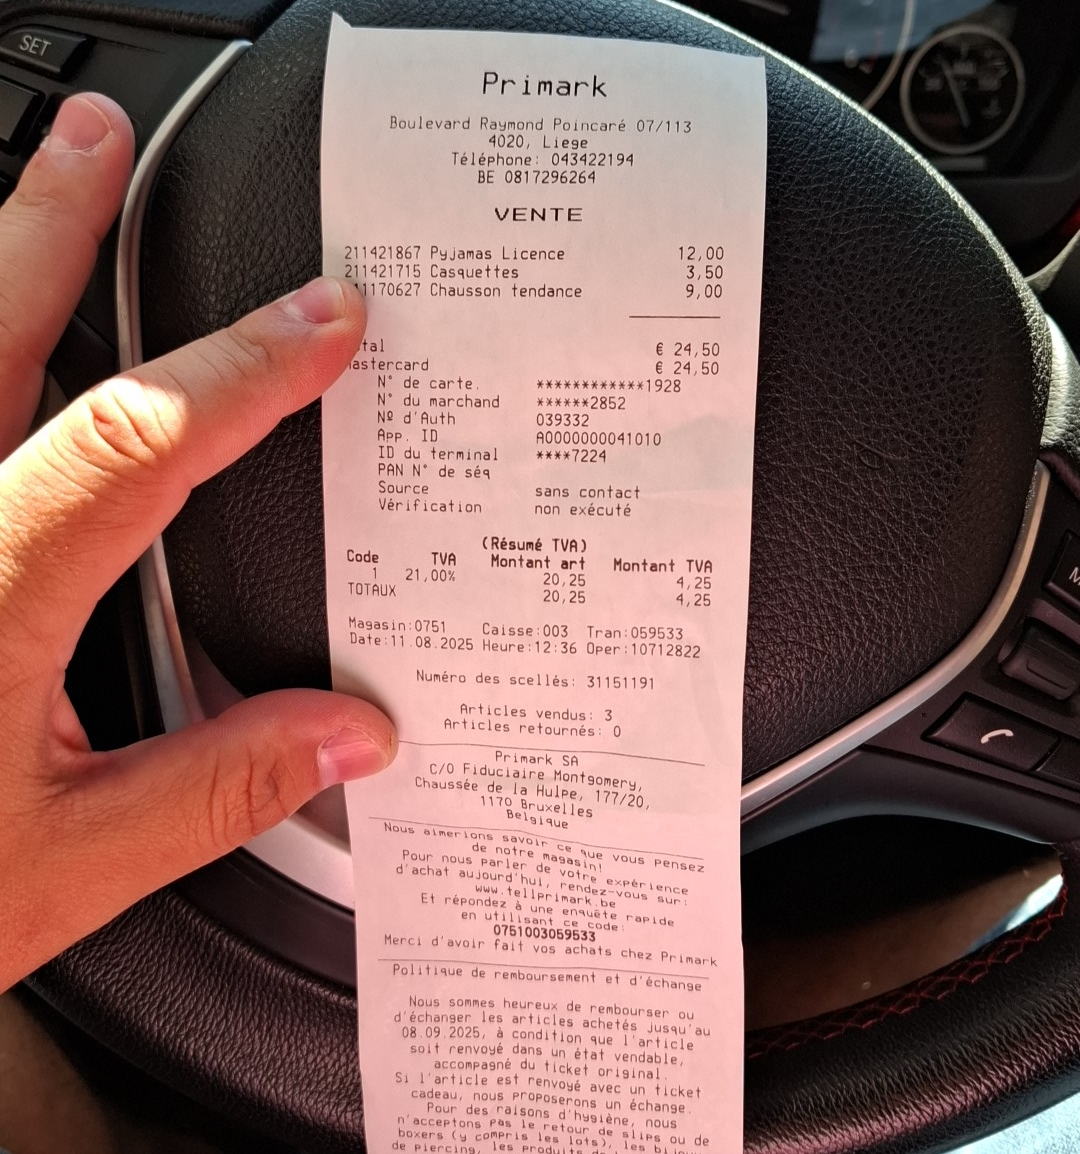 SET
Primark
Boulevard Raymond Poincaré 07/113
4020, Liege
Téléphone: 043422194
BE 0817296264
VENTE
211421867 Pyjamas Licence 12,00
211421715 Casquettes 3,50
11170627 Chausson tendance 9,00
tal € 24,50
astercard € 24,50
N° de carte. ************1928
N° du marchand ******2852
Nº d'Auth 039332
App. ID A0000000041010
ID du terminal ****7224
PAN N° de séq
Source sans contact
Vérification non exécuté
(Résumé TVA)
Code TVA Montant art Montant TVA
1 21,00% 20,25 4,25
TOTAUX 20,25 4,25
Magasin:0751 Caisse:003 Tran:059533
Date:11.08.2025 Heure:12:36 Oper:10712822
Numéro des scellés: 31151191
Articles vendus: 3
Articles retournés: 0
Primark SA
C/O Fiduciaire Montgomery,
Chaussée de la Hulpe, 177/20,
1170 Bruxelles
Belgique
Nous aimerions savoir ce que vous pensez
de notre magasin!
Pour nous parler de votre expérience
d'achat aujourd'hui, rendez-vous sur:
www.tellprimark.be
Et répondez à une enquête rapide
en utilisant ce code:
0751003059533
Merci d'avoir fait vos achats chez Primark
Politique de remboursement et d'échange
Nous sommes heureux de rembourser ou
d'échanger les articles achetés jusqu'au
08.09.2025, à condition que l'article
soit renvoyé dans un état vendable,
accompagné du ticket original.
Si l'article est renvoyé avec un ticket
cadeau, nous proposerons un échange.
Pour des raisons d'hygiène, nous
n'acceptons pas le retour de slips ou de
boxers (y compris les lots), les bijoux
de piercing, les produits de